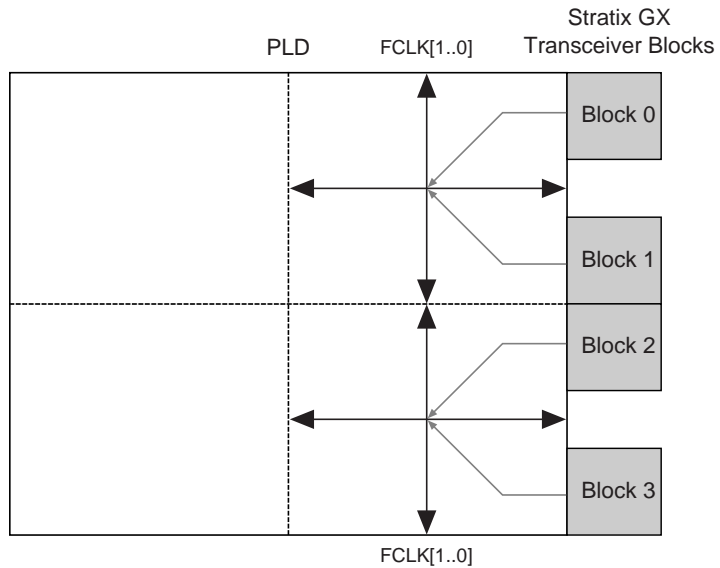 Stratix GX
PLD FCLK[1..0] Transceiver Blocks
Block 0
Block 1
Block 2
Block 3
FCLK[1..0]